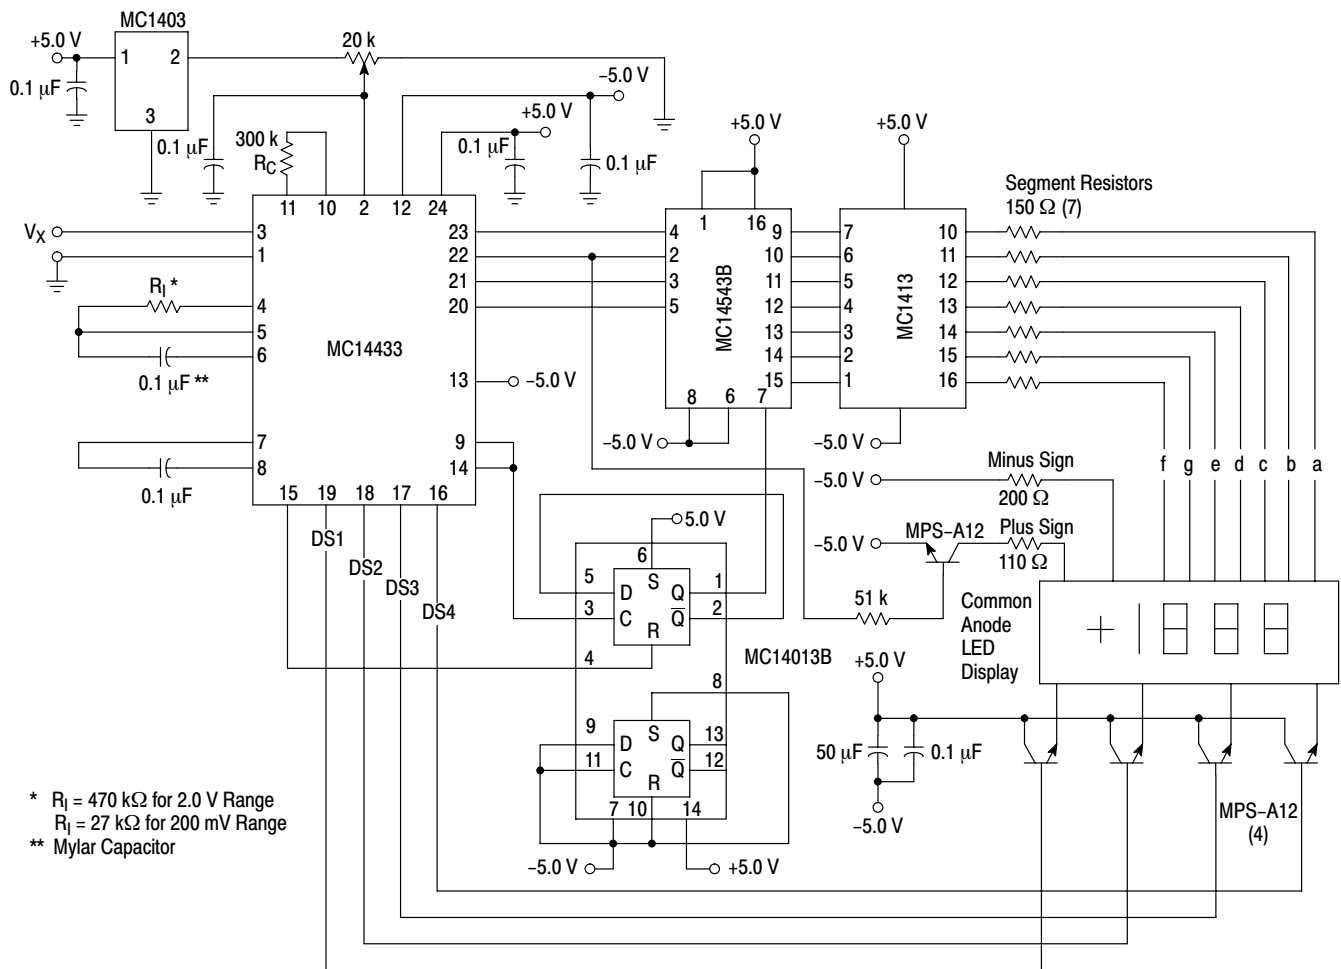 MC1403
+5.0 V
1
2
3
0.1 µF
20 k
−5.0 V
+5.0 V
0.1 µF
300 k
RC
0.1 µF
0.1 µF
11 10 2 12 24
VX
3
1
RI *
4
5
6
0.1 µF **
7
8
0.1 µF
MC14433
23
22
21
20
13
−5.0 V
9
14
15 19 18 17 16
DS1
DS2
DS3
DS4
+5.0 V
1 16
4
2
3
5
MC14543B
9
10
11
12
13
14
15
8 6 7
−5.0 V
+5.0 V
7
6
5
4
3
2
1
MC1413
10
11
12
13
14
15
16
−5.0 V
Segment Resistors
150 Ω (7)
f g e d c b a
−5.0 V
Minus Sign
200 Ω
−5.0 V
MPS−A12
Plus Sign
110 Ω
51 k
Common
Anode
LED
Display
5.0 V
6
5
D S Q
1
3
C Q
2
R
4
MC14013B
8
9
D S Q
13
11
C Q
12
R
7 10 14
−5.0 V
+5.0 V
+5.0 V
50 µF
0.1 µF
−5.0 V
MPS−A12
(4)
* RI = 470 kΩ for 2.0 V Range
RI = 27 kΩ for 200 mV Range
** Mylar Capacitor